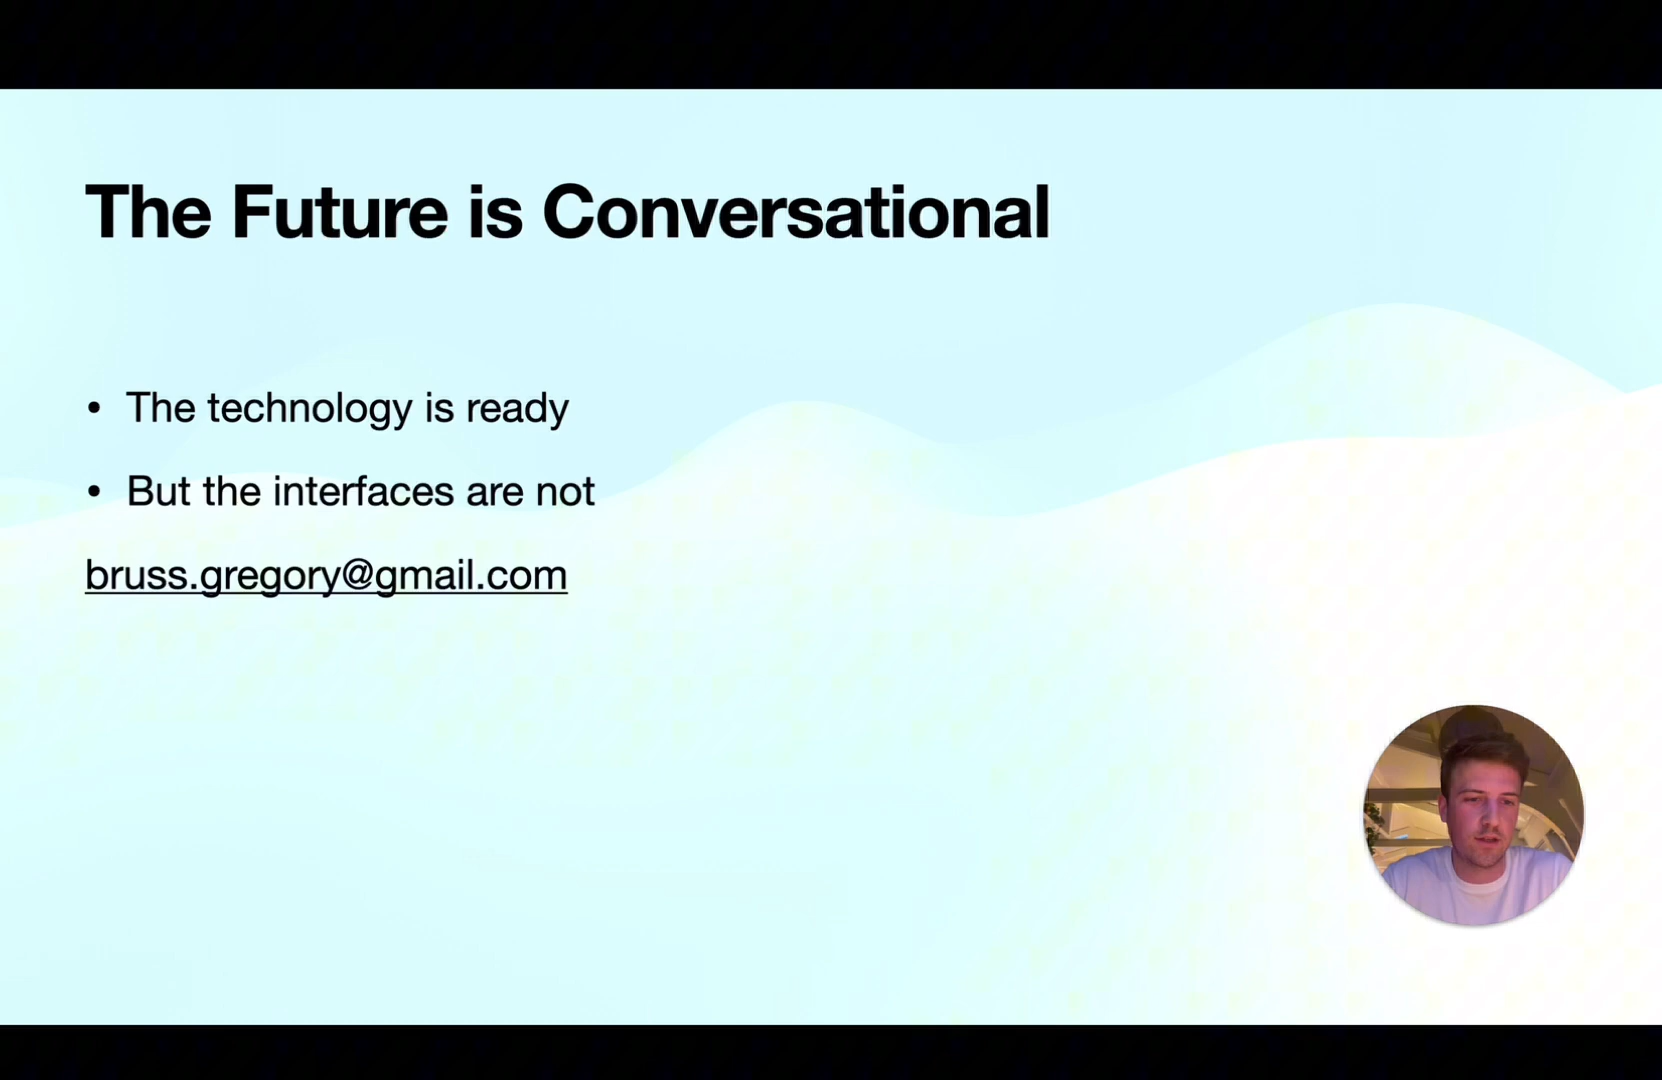 The Future is Conversational
• The technology is ready
• But the interfaces are not
bruss.gregory@gmail.com